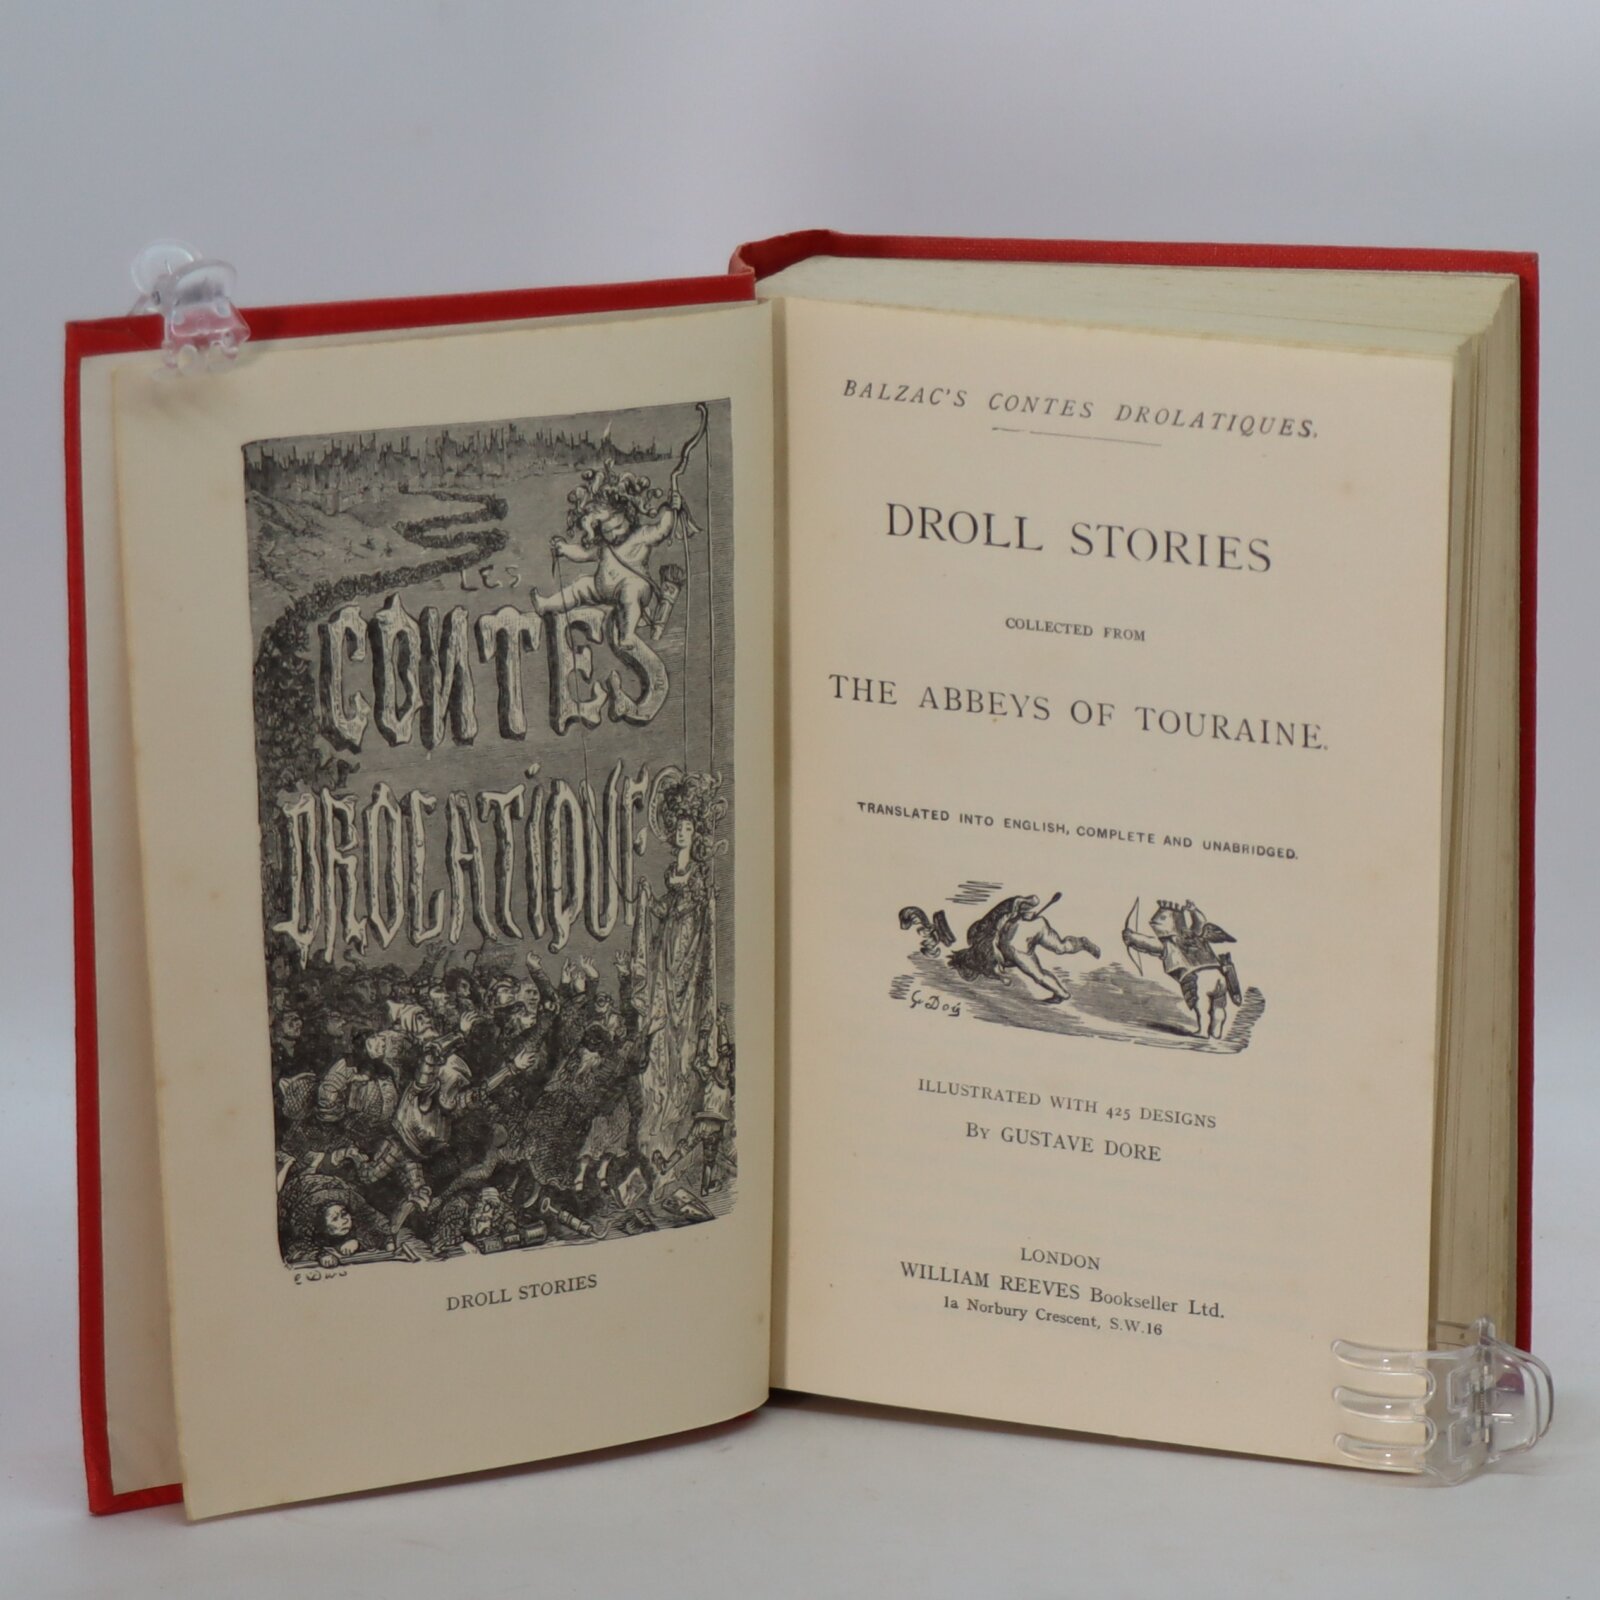 LES
CONTES
DROLATIQUES
DROLL STORIES
BALZAC'S CONTES DROLATIQUES.
DROLL STORIES
COLLECTED FROM
THE ABBEYS OF TOURAINE.
TRANSLATED INTO ENGLISH, COMPLETE AND UNABRIDGED.
G. Doré
ILLUSTRATED WITH 425 DESIGNS
By GUSTAVE DORE
LONDON
WILLIAM REEVES Bookseller Ltd.
1a Norbury Crescent, S.W.16